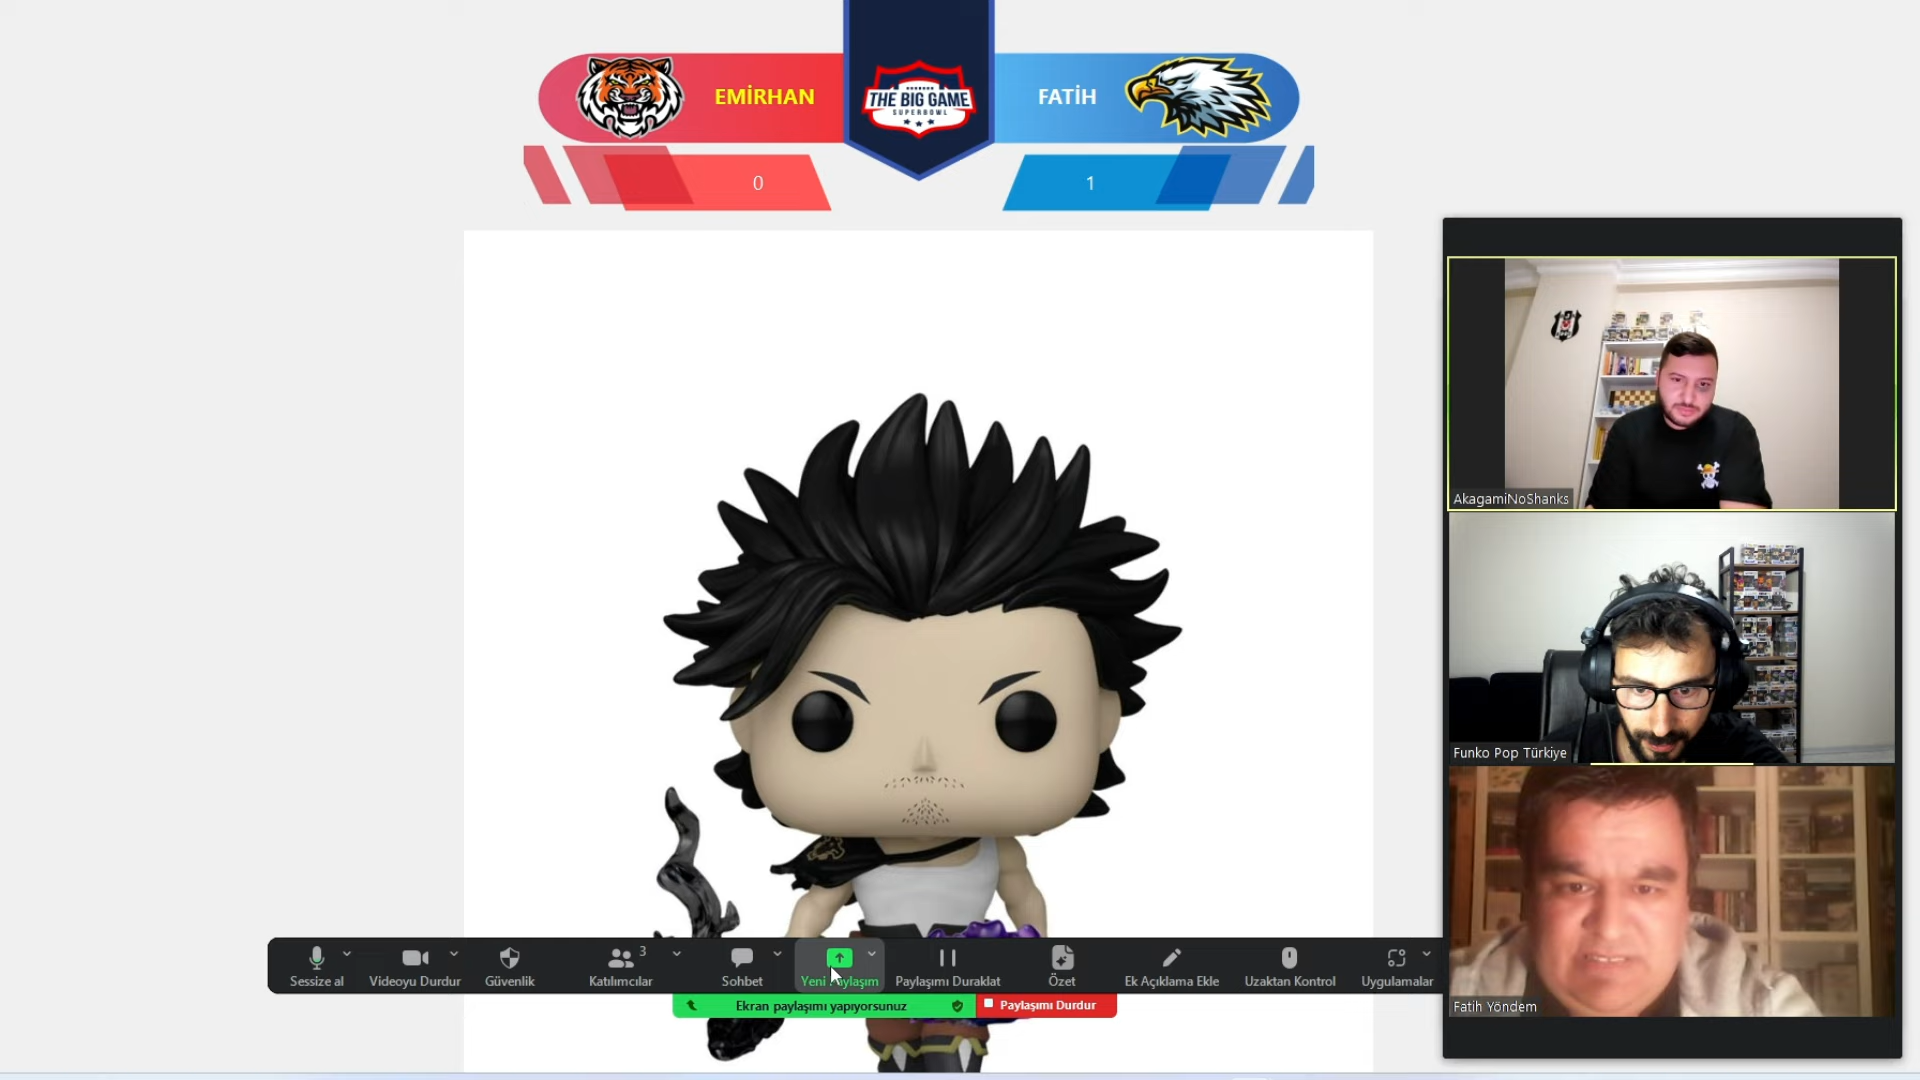 EMİRHAN
THE BIG GAME
SUPERBOWL
FATİH
0
1
AkagamiNoShanks
Funko Pop Türkiye
Fatih Yöndem
Sessize al
Videoyu Durdur
Güvenlik
3
Katılımcılar
Sohbet
Yeni Paylaşım
Paylaşımı Duraklat
Özet
Ek Açıklama Ekle
Uzaktan Kontrol
Uygulamalar
Ekran paylaşımı yapıyorsunuz
Paylaşımı Durdur